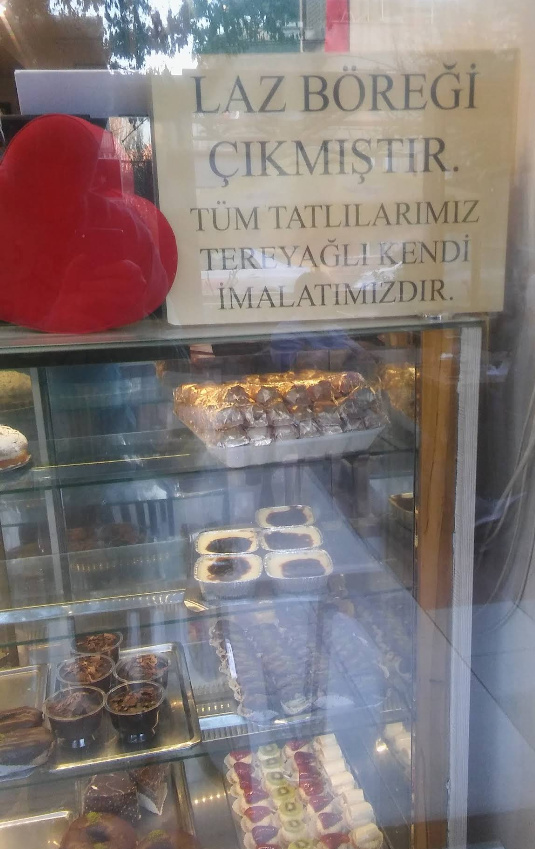 LAZ BÖREĞİ
ÇIKMIŞTIR.
TÜM TATLILARIMIZ
TEREYAĞLI KENDİ
İMALATIMIZDIR.